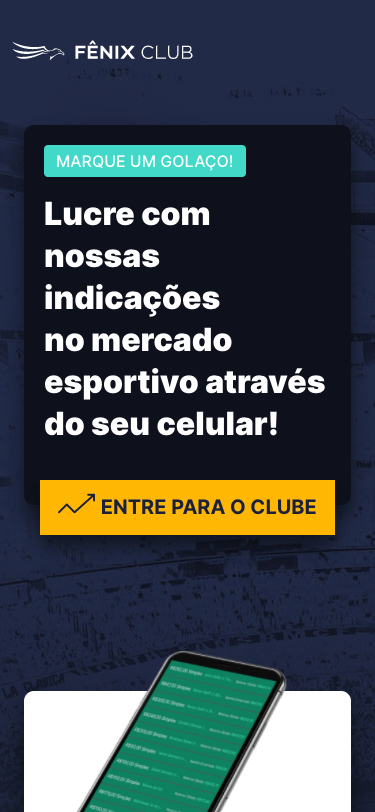 FÊNIX CLUB
MARQUE UM GOLAÇO!
Lucre com
nossas
indicações
no mercado
esportivo através
do seu celular!
ENTRE PARA O CLUBE